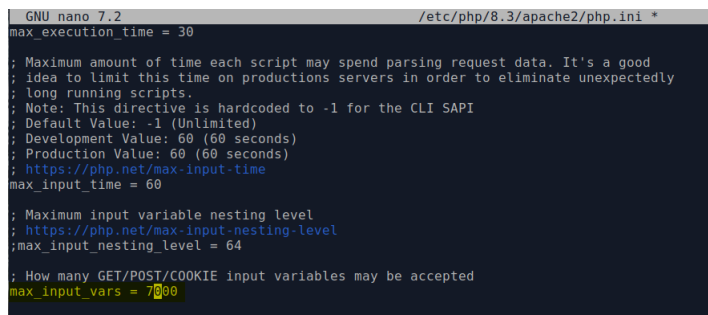 GNU nano 7.2 /etc/php/8.3/apache2/php.ini *
max_execution_time = 30
; Maximum amount of time each script may spend parsing request data. It's a good
; idea to limit this time on productions servers in order to eliminate unexpectedly
; long running scripts.
; Note: This directive is hardcoded to -1 for the CLI SAPI
; Default Value: -1 (Unlimited)
; Development Value: 60 (60 seconds)
; Production Value: 60 (60 seconds)
; https://php.net/max-input-time
max_input_time = 60
; Maximum input variable nesting level
; https://php.net/max-input-nesting-level
;max_input_nesting_level = 64
; How many GET/POST/COOKIE input variables may be accepted
max_input_vars = 7000